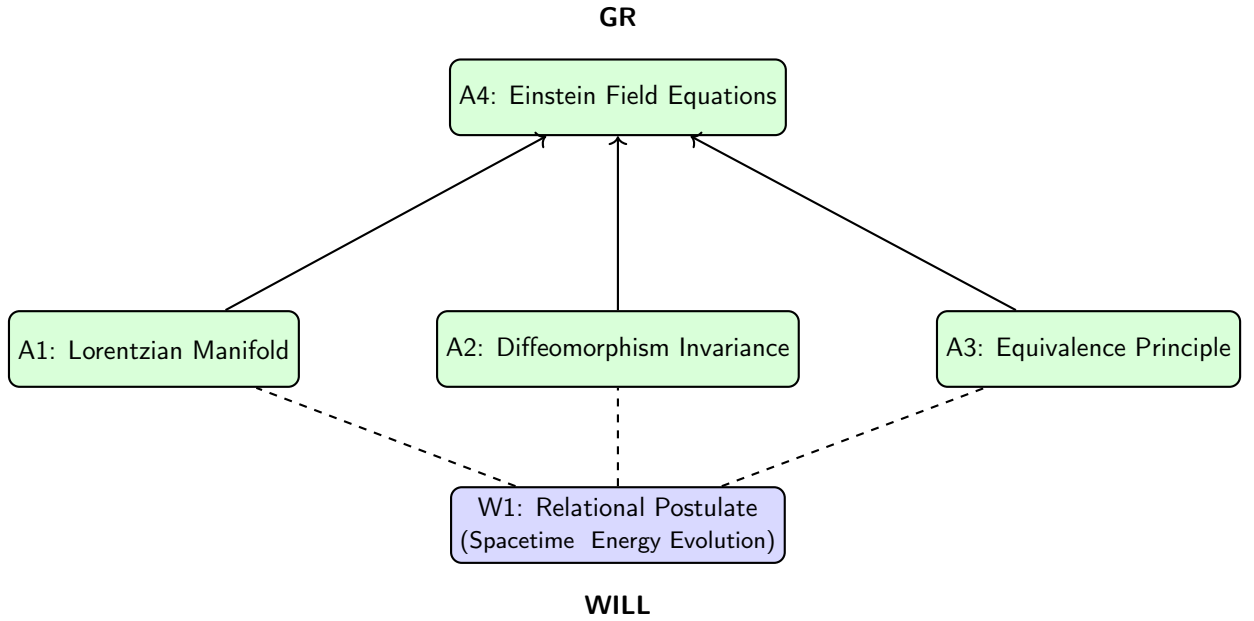 GR
A4: Einstein Field Equations
A1: Lorentzian Manifold
A2: Diffeomorphism Invariance
A3: Equivalence Principle
W1: Relational Postulate
(Spacetime Energy Evolution)
WILL